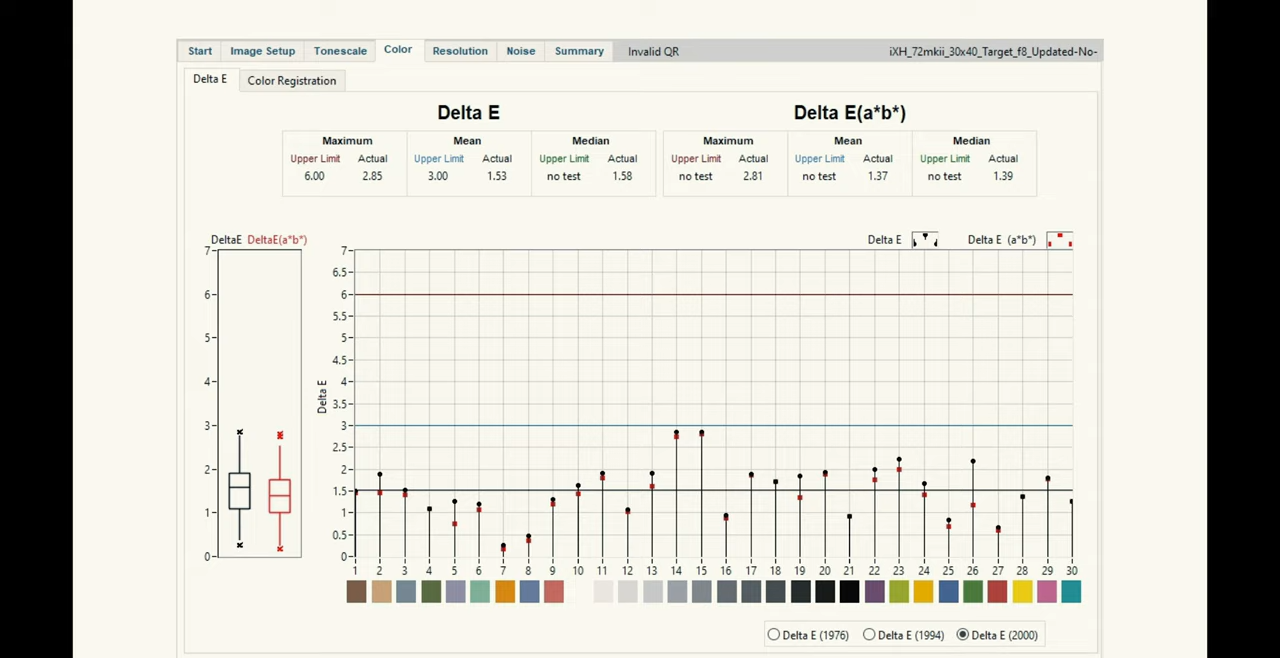 Start Image Setup Tonescale Color Resolution Noise Summary Invalid QR iXH_72mkii_30x40_Target_f8_Updated-No-
Delta E Color Registration
Delta E Delta E(a*b*)
Maximum Mean Median Maximum Mean Median
Upper Limit Actual Upper Limit Actual Upper Limit Actual Upper Limit Actual Upper Limit Actual Upper Limit Actual
6.00 2.85 3.00 1.53 no test 1.58 no test 2.81 no test 1.37 no test 1.39
DeltaE DeltaE(a*b*) Delta E Delta E (a*b*)
7 7
6.5
6 6
5.5
5 5
4.5
4 4
3.5
Delta E
3 3
2.5
2 2
1.5
1 1
0.5
0 0
1 2 3 4 5 6 7 8 9 10 11 12 13 14 15 16 17 18 19 20 21 22 23 24 25 26 27 28 29 30
Delta E (1976) Delta E (1994) Delta E (2000)